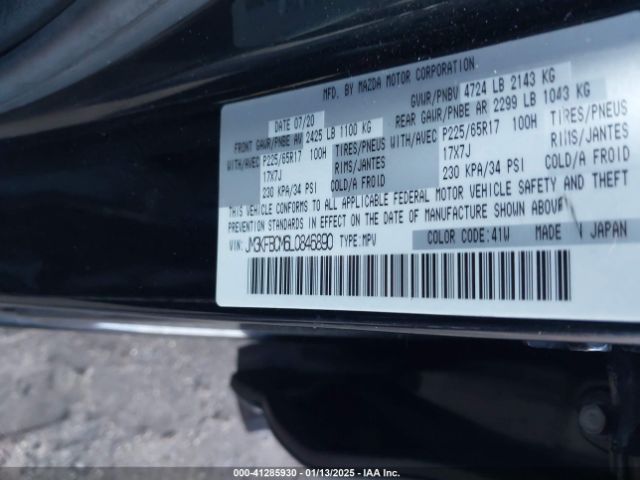 MFD. BY MAZDA MOTOR CORPORATION
DATE 07/20 GVWR/PNBV 4724 LB 2143 KG
FRONT GAWR/PNBE AV 2425 LB 1100 KG REAR GAWR/PNBE AR 2299 LB 1043 KG
WITH/AVEC P225/65R17 100H TIRES/PNEUS WITH/AVEC P225/65R17 100H TIRES/PNEUS
17X7J RIMS/JANTES 17X7J RIMS/JANTES
230 KPA/34 PSI COLD/A FROID 230 KPA/34 PSI COLD/A FROID
THIS VEHICLE CONFORMS TO ALL APPLICABLE FEDERAL MOTOR VEHICLE SAFETY AND THEFT
PREVENTION STANDARDS IN EFFECT ON THE DATE OF MANUFACTURE SHOWN ABOVE
VIN: JM3KFBCM6L0845890 TYPE: MPV COLOR CODE: 41W MADE IN JAPAN
000-41285930 - 01/13/2025 - IAA Inc.